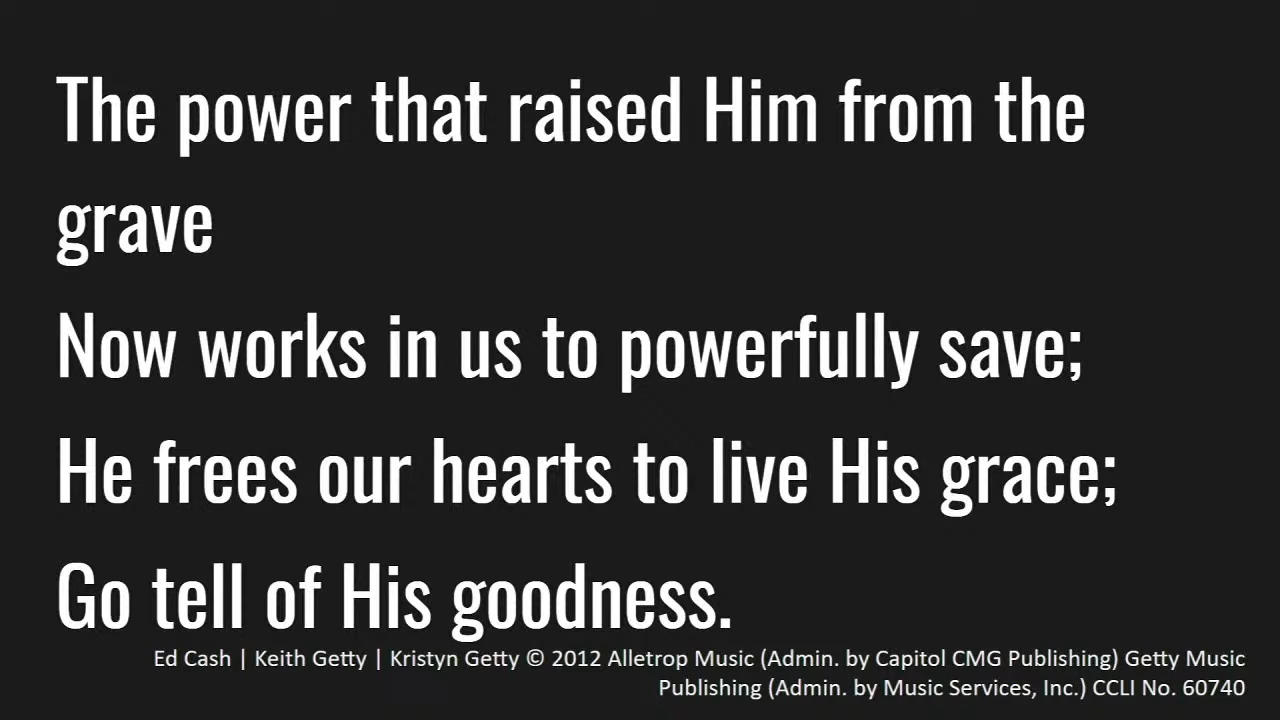 The power that raised Him from the
grave
Now works in us to powerfully save;
He frees our hearts to live His grace;
Go tell of His goodness.
Ed Cash | Keith Getty | Kristyn Getty © 2012 Alletrop Music (Admin. by Capitol CMG Publishing) Getty Music
Publishing (Admin. by Music Services, Inc.) CCLI No. 60740